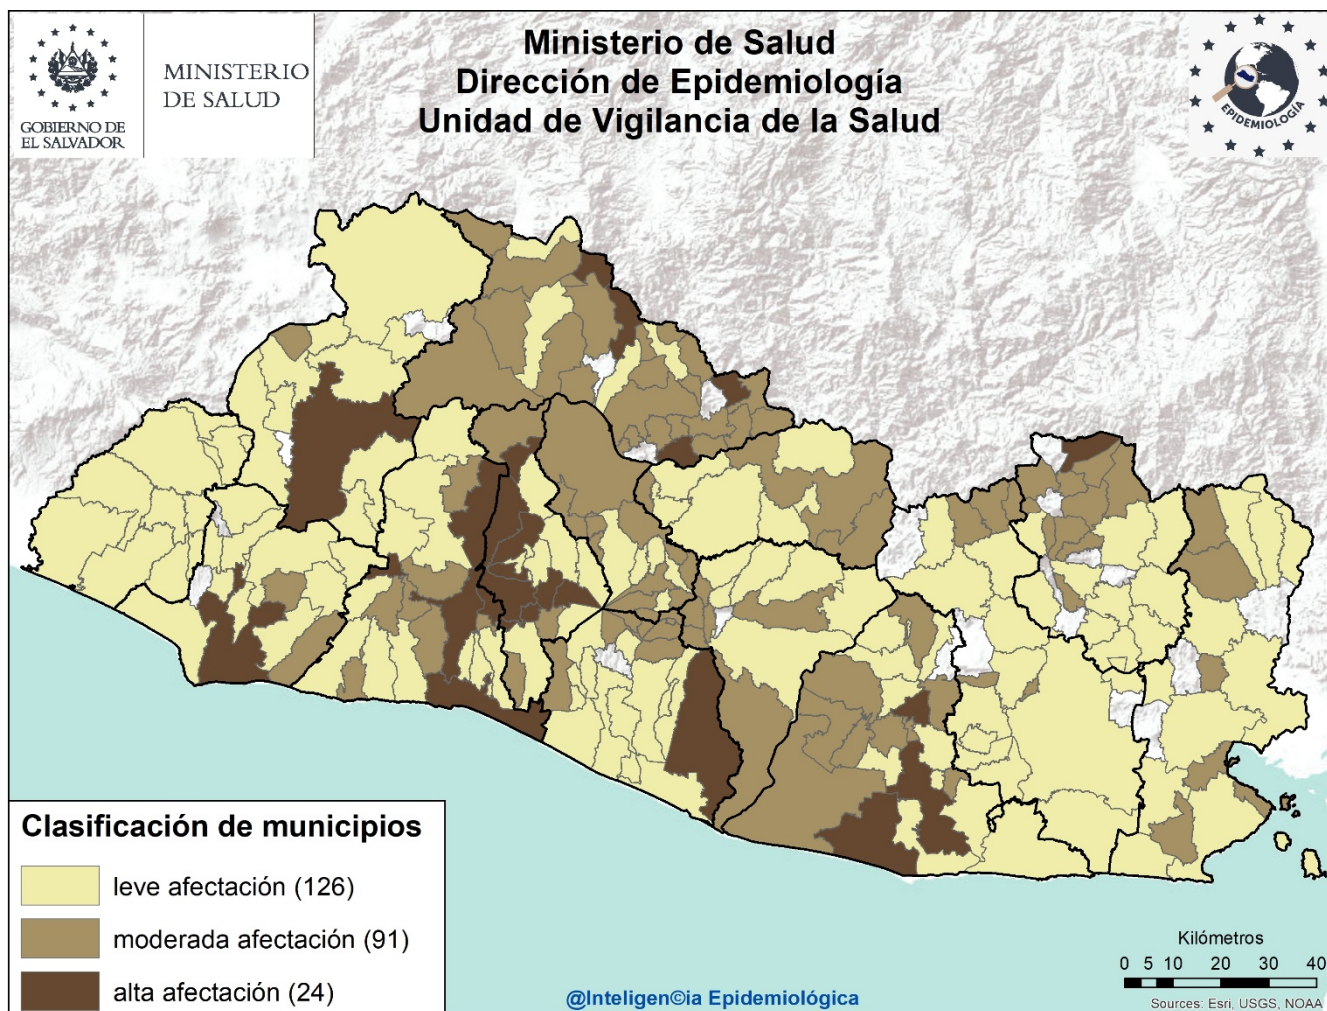 GOBIERNO DE
EL SALVADOR
MINISTERIO
DE SALUD
Ministerio de Salud
Dirección de Epidemiología
Unidad de Vigilancia de la Salud
EPIDEMIOLOGÍA
Clasificación de municipios
leve afectación (126)
moderada afectación (91)
alta afectación (24)
@Inteligen©ia Epidemiológica
Kilómetros
0 5 10 20 30 40
Sources: Esri, USGS, NOAA